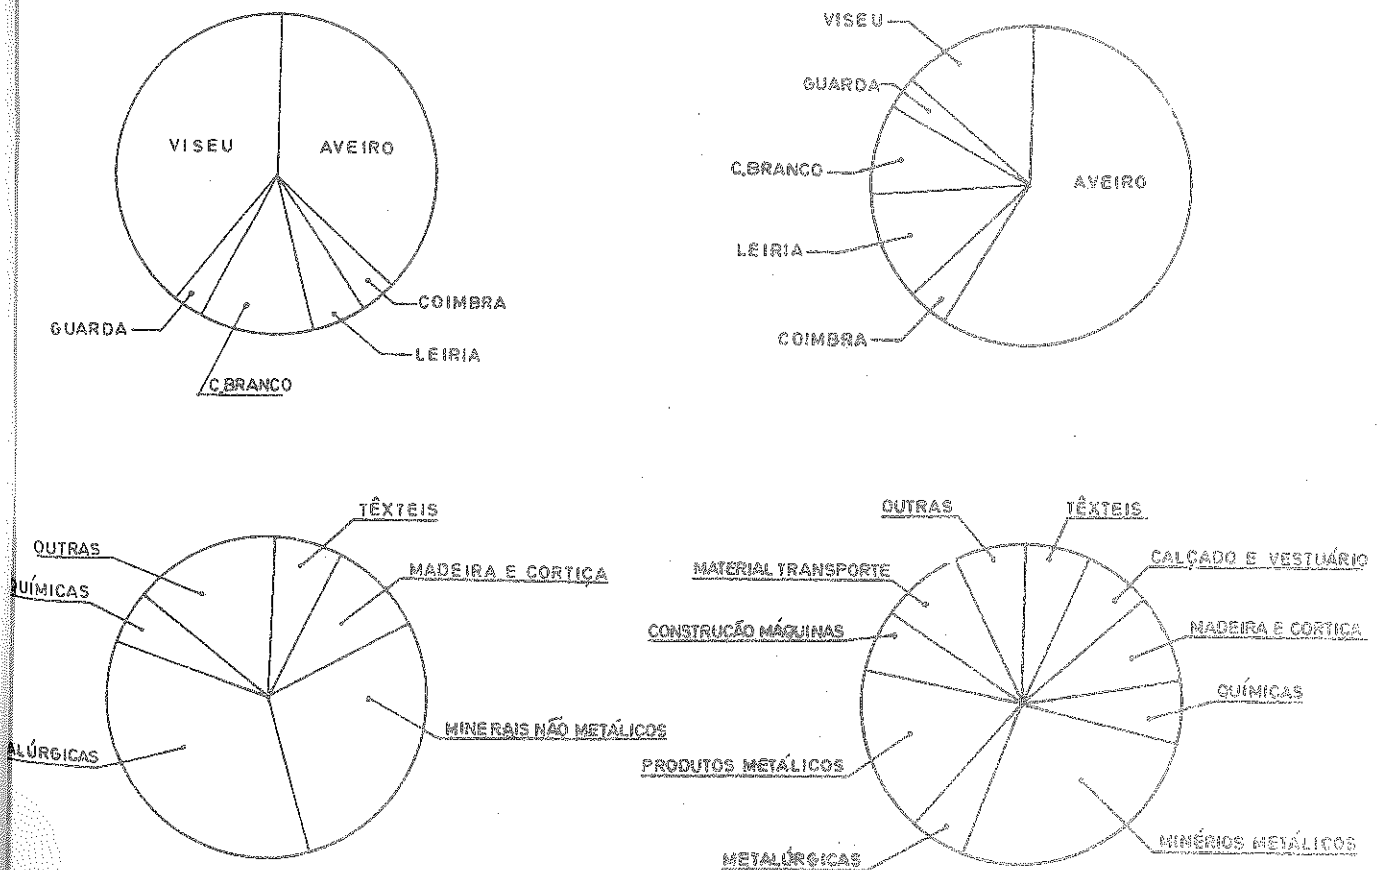 VISEU
AVEIRO
COIMBRA
LEIRIA
C.BRANCO
GUARDA
VISEU
GUARDA
C.BRANCO
LEIRIA
COIMBRA
AVEIRO
TÊXTEIS
MADEIRA E CORTIÇA
MINERAIS NÃO METÁLICOS
ALÚRGICAS
UÍMICAS
OUTRAS
OUTRAS
TÊXTEIS
CALÇADO E VESTUÁRIO
MADEIRA E CORTIÇA
QUÍMICAS
MINÉRIOS METÁLICOS
METALÚRGICAS
PRODUTOS METÁLICOS
CONSTRUCÃO MÁQUINAS
MATERIAL TRANSPORTE